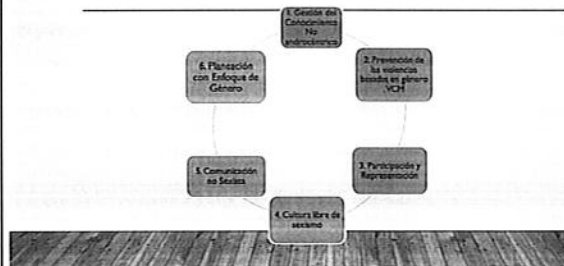 1. Gestión del
Conocimiento
No
androcéntrico
2. Prevención de
las violencias
basadas en género
VCM
3. Participación y
Representación
4. Cultura libre de
sexismo
5. Comunicación
no Sexista
6. Planeación
con Enfoque de
Género